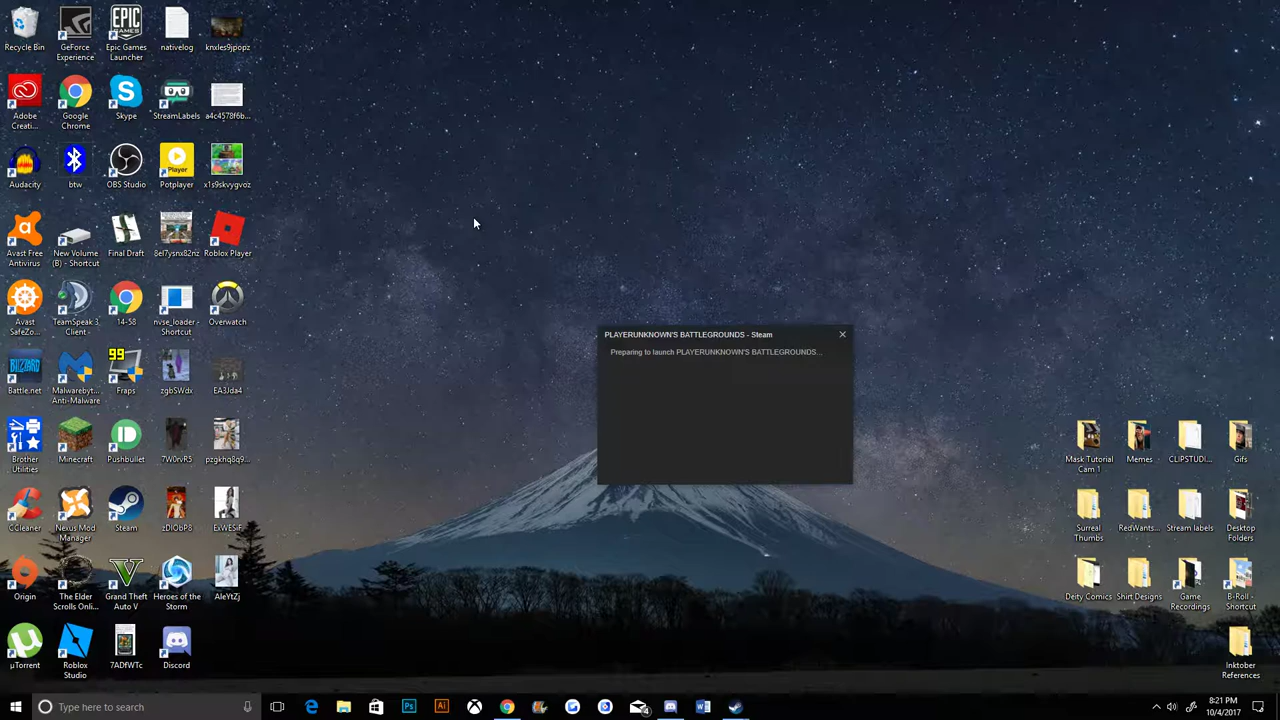 Recycle Bin
GeForce
Experience
Epic Games
Launcher
nativelog
knxles9jpopz
Adobe
Creati...
Google
Chrome
Skype
StreamLabels
a4c4578f6b...
Audacity
btw
OBS Studio
Player
Potplayer
x1s9skvygvoz
Avast Free
Antivirus
New Volume
(B) - Shortcut
Final Draft
8el7ysnx82nz
Roblox Player
Avast
SafeZo...
TeamSpeak 3
Client -
14-58
nvse_loader -
Shortcut
Overwatch
BLIZZARD
Battle.net
Malwarebyt...
Anti-Malware
99
Fraps
zgbSWdx
EA3Jda4
Brother
Utilities
Minecraft
Pushbullet
7W0rvR5
pzgkhq8q9...
CCleaner
Nexus Mod
Manager
Steam
zDlObP8
ExWESiF
Origin
The Elder
Scrolls Onli...
Grand Theft
Auto V
Heroes of the
Storm
AleYtZj
µTorrent
Roblox
Studio
7ADfWTc
Discord
PLAYERUNKNOWN'S BATTLEGROUNDS - Steam
Preparing to launch PLAYERUNKNOWN'S BATTLEGROUNDS...
Mask Tutorial
Cam 1
Memes
CLIPSTUDI...
Gifs
Surreal
Thumbs
RedWants...
Stream labels
Desktop
Folders
Deity Comics
Shirt Designs
Game
Recordings
B-Roll -
Shortcut
Inktober
References
Type here to search
8:21 PM
10/4/2017